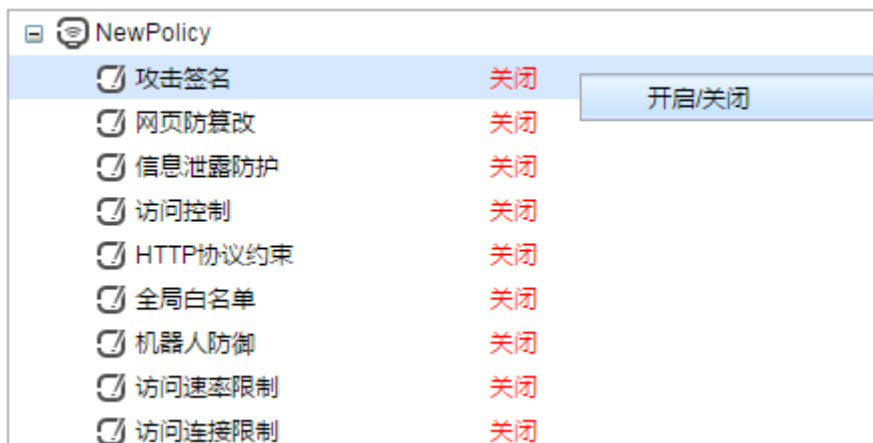 NewPolicy
攻击签名 关闭
开启/关闭
网页防篡改 关闭
信息泄露防护 关闭
访问控制 关闭
HTTP协议约束 关闭
全局白名单 关闭
机器人防御 关闭
访问速率限制 关闭
访问连接限制 关闭